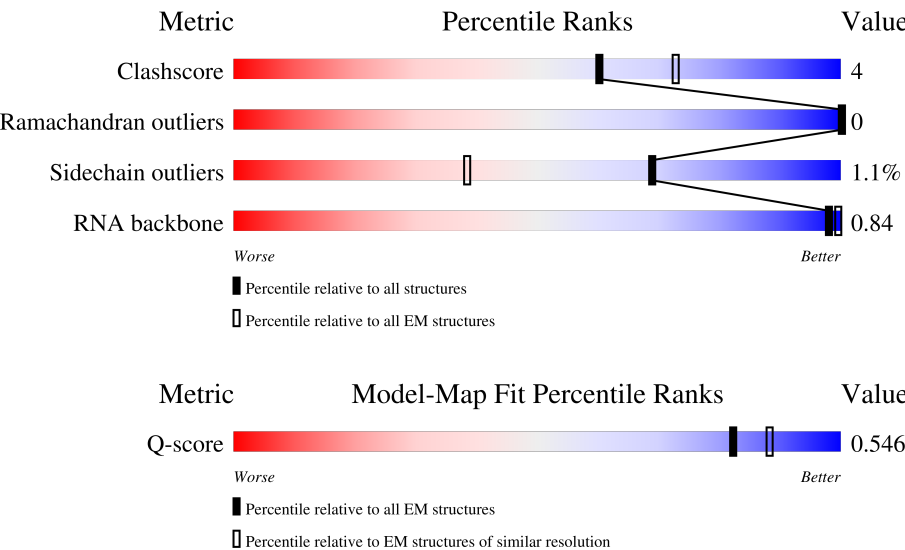 Metric Percentile Ranks Value
Clashscore 4
Ramachandran outliers 0
Sidechain outliers 1.1%
RNA backbone 0.84
Worse Better
Percentile relative to all structures
Percentile relative to all EM structures
Metric Model-Map Fit Percentile Ranks Value
Q-score 0.546
Worse Better
Percentile relative to all EM structures
Percentile relative to EM structures of similar resolution